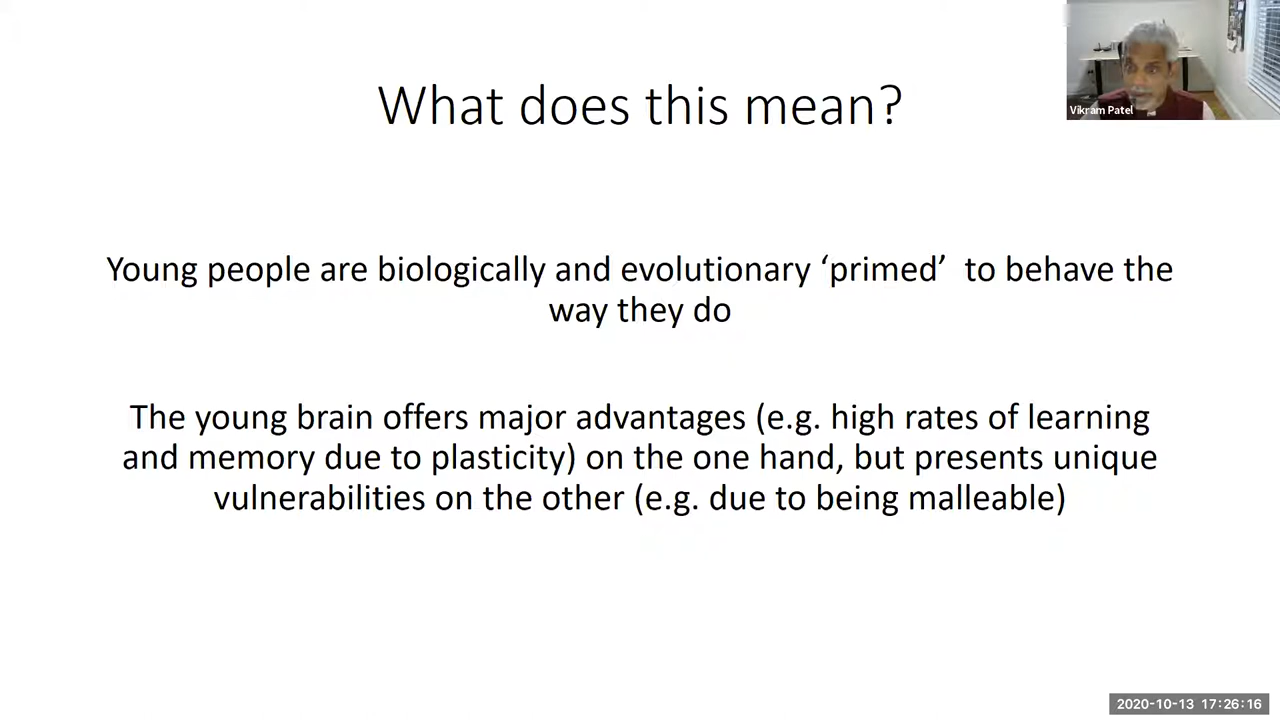 What does this mean?
Vikram Patel
Young people are biologically and evolutionary ‘primed’  to behave the
way they do
The young brain offers major advantages (e.g. high rates of learning
and memory due to plasticity) on the one hand, but presents unique
vulnerabilities on the other (e.g. due to being malleable)
2020-10-13 17:26:16